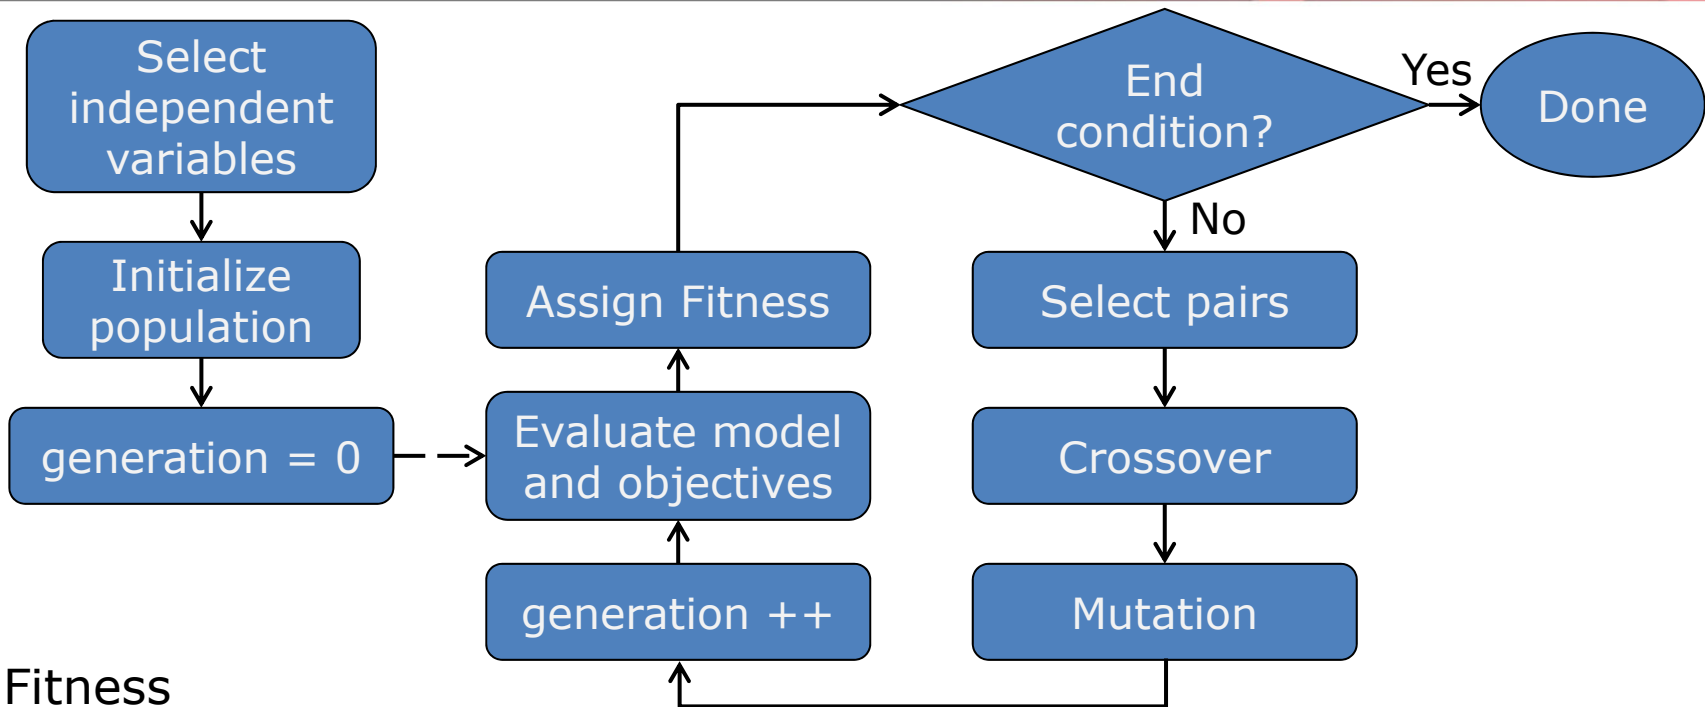 Select
independent
variables
Initialize
population
generation = 0
Assign Fitness
Evaluate model
and objectives
generation ++
End
condition?
Yes
Done
No
Select pairs
Crossover
Mutation
Fitness